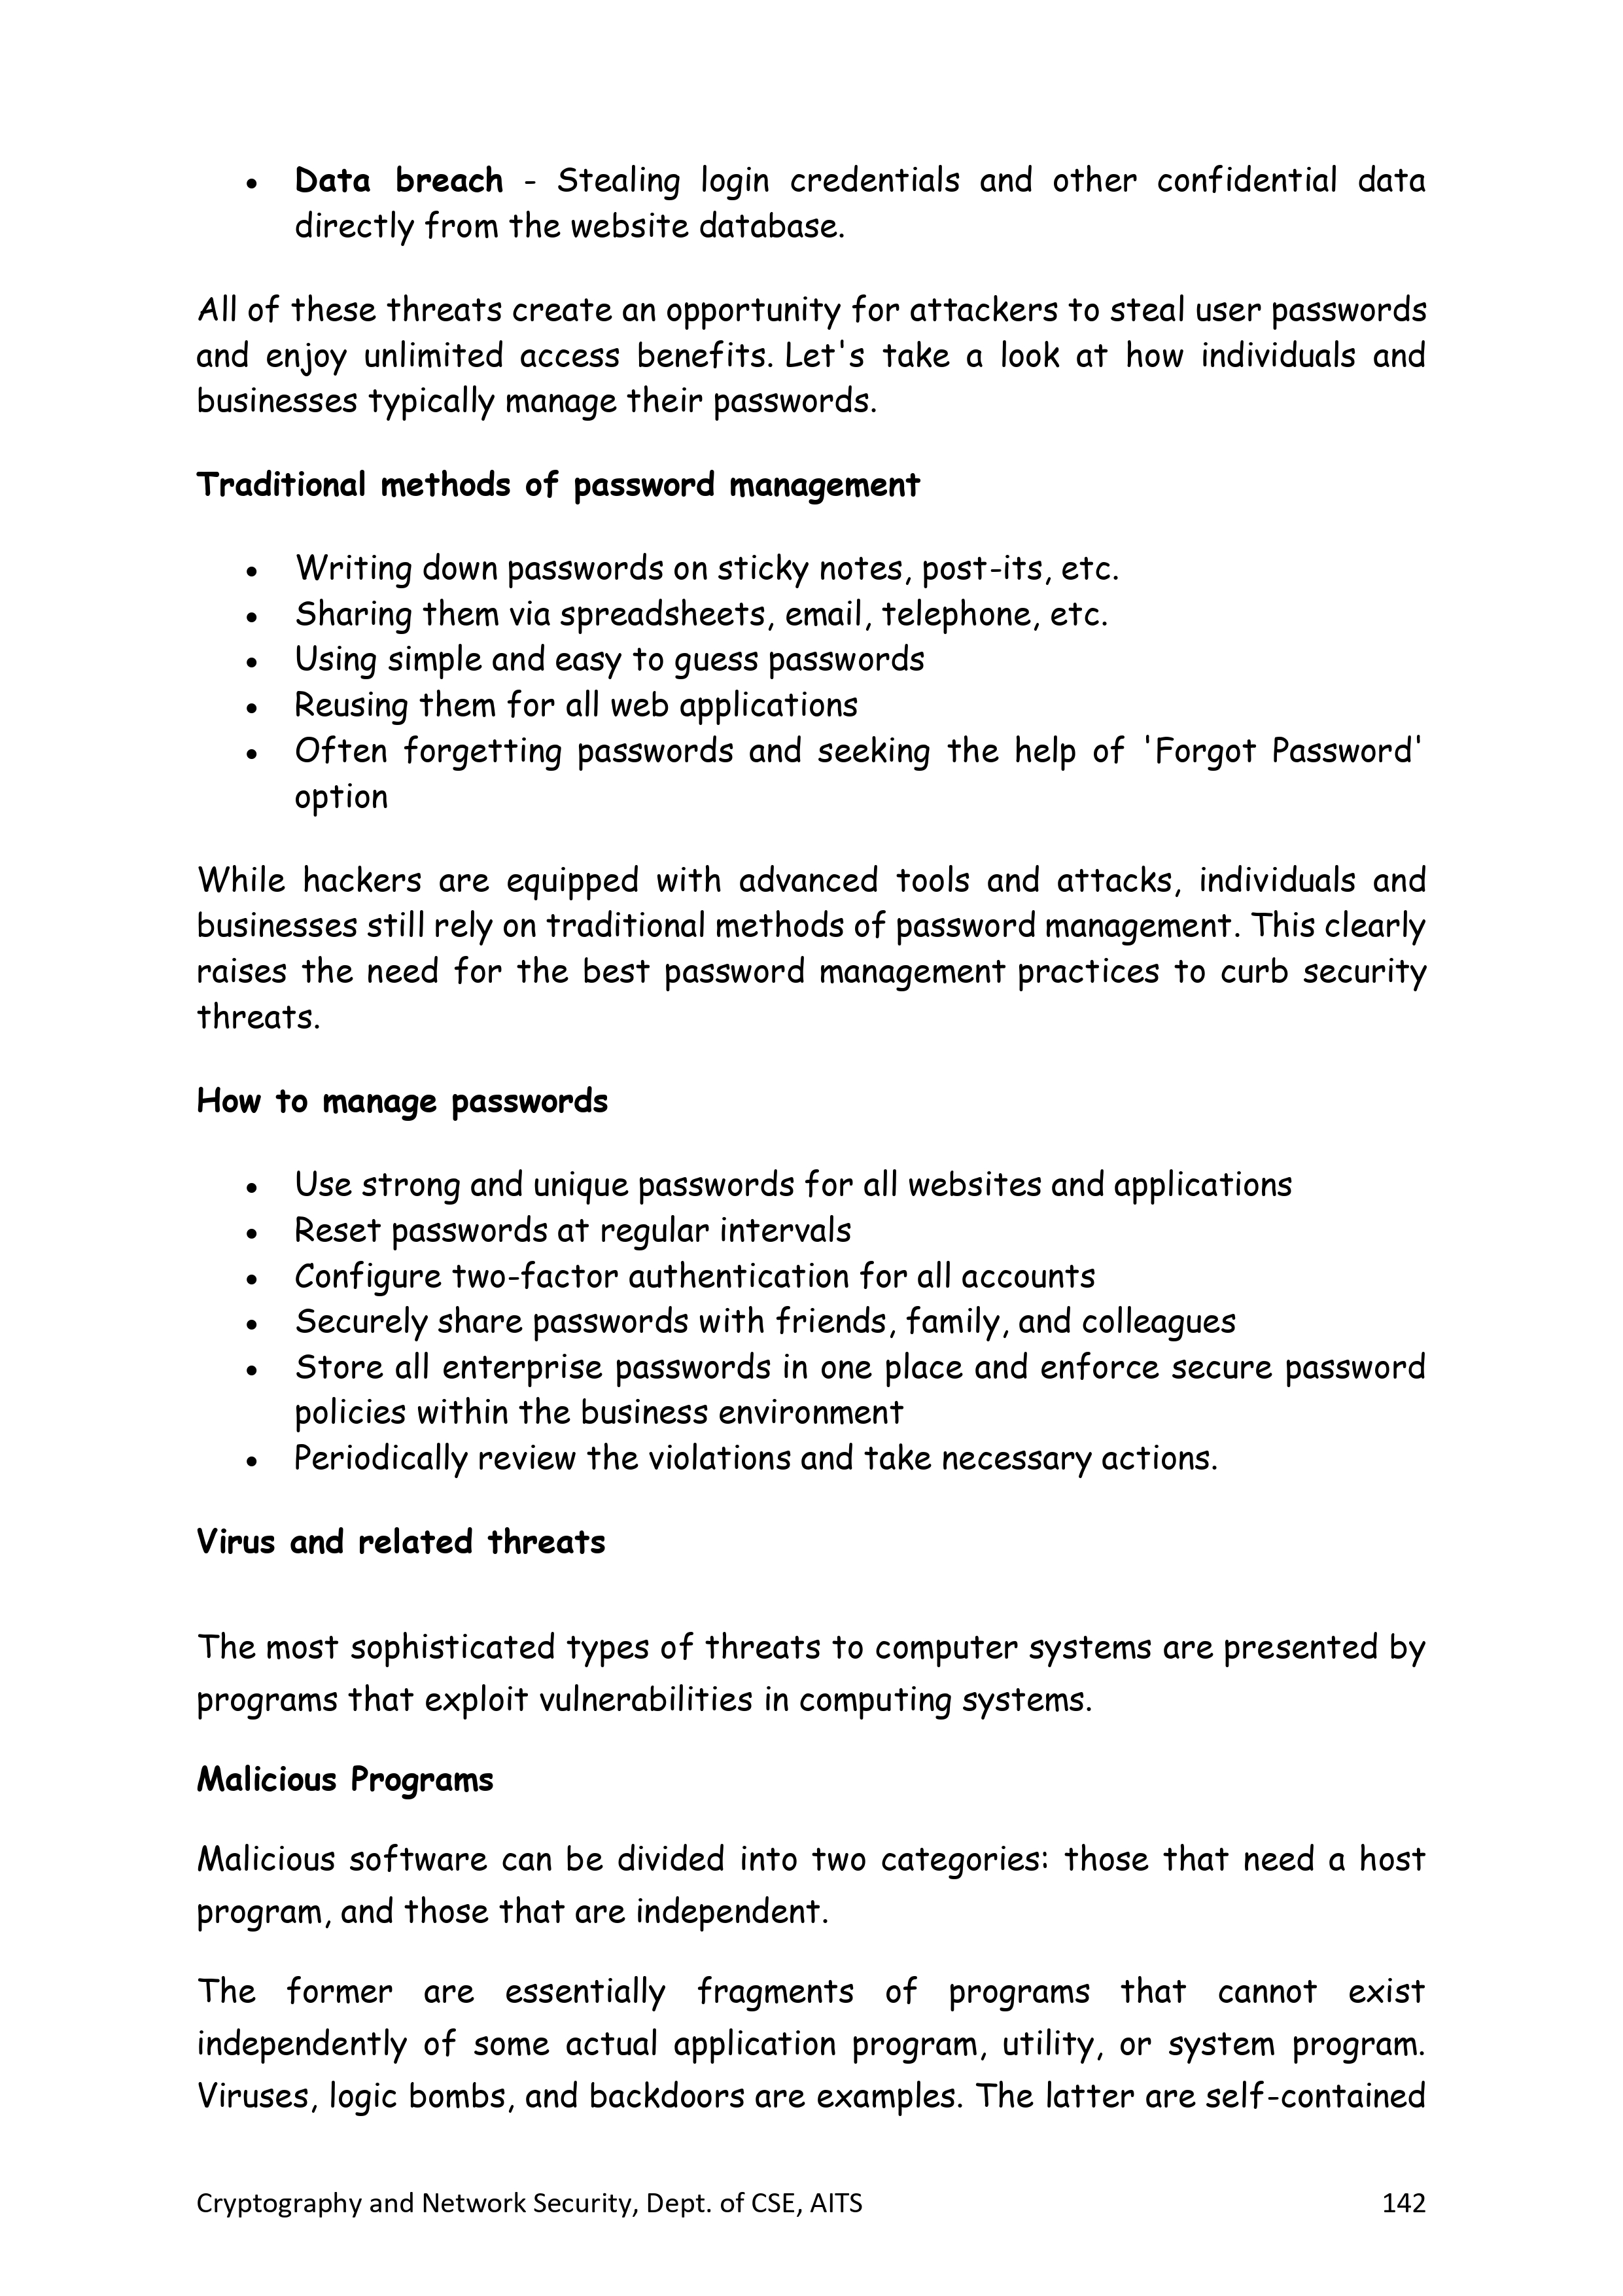 • Data breach - Stealing login credentials and other confidential data
directly from the website database.
All of these threats create an opportunity for attackers to steal user passwords
and enjoy unlimited access benefits. Let's take a look at how individuals and
businesses typically manage their passwords.
Traditional methods of password management
• Writing down passwords on sticky notes, post-its, etc.
• Sharing them via spreadsheets, email, telephone, etc.
• Using simple and easy to guess passwords
• Reusing them for all web applications
• Often forgetting passwords and seeking the help of 'Forgot Password'
option
While hackers are equipped with advanced tools and attacks, individuals and
businesses still rely on traditional methods of password management. This clearly
raises the need for the best password management practices to curb security
threats.
How to manage passwords
• Use strong and unique passwords for all websites and applications
• Reset passwords at regular intervals
• Configure two-factor authentication for all accounts
• Securely share passwords with friends, family, and colleagues
• Store all enterprise passwords in one place and enforce secure password
policies within the business environment
• Periodically review the violations and take necessary actions.
Virus and related threats
The most sophisticated types of threats to computer systems are presented by
programs that exploit vulnerabilities in computing systems.
Malicious Programs
Malicious software can be divided into two categories: those that need a host
program, and those that are independent.
The former are essentially fragments of programs that cannot exist
independently of some actual application program, utility, or system program.
Viruses, logic bombs, and backdoors are examples. The latter are self-contained
Cryptography and Network Security, Dept. of CSE, AITS 142